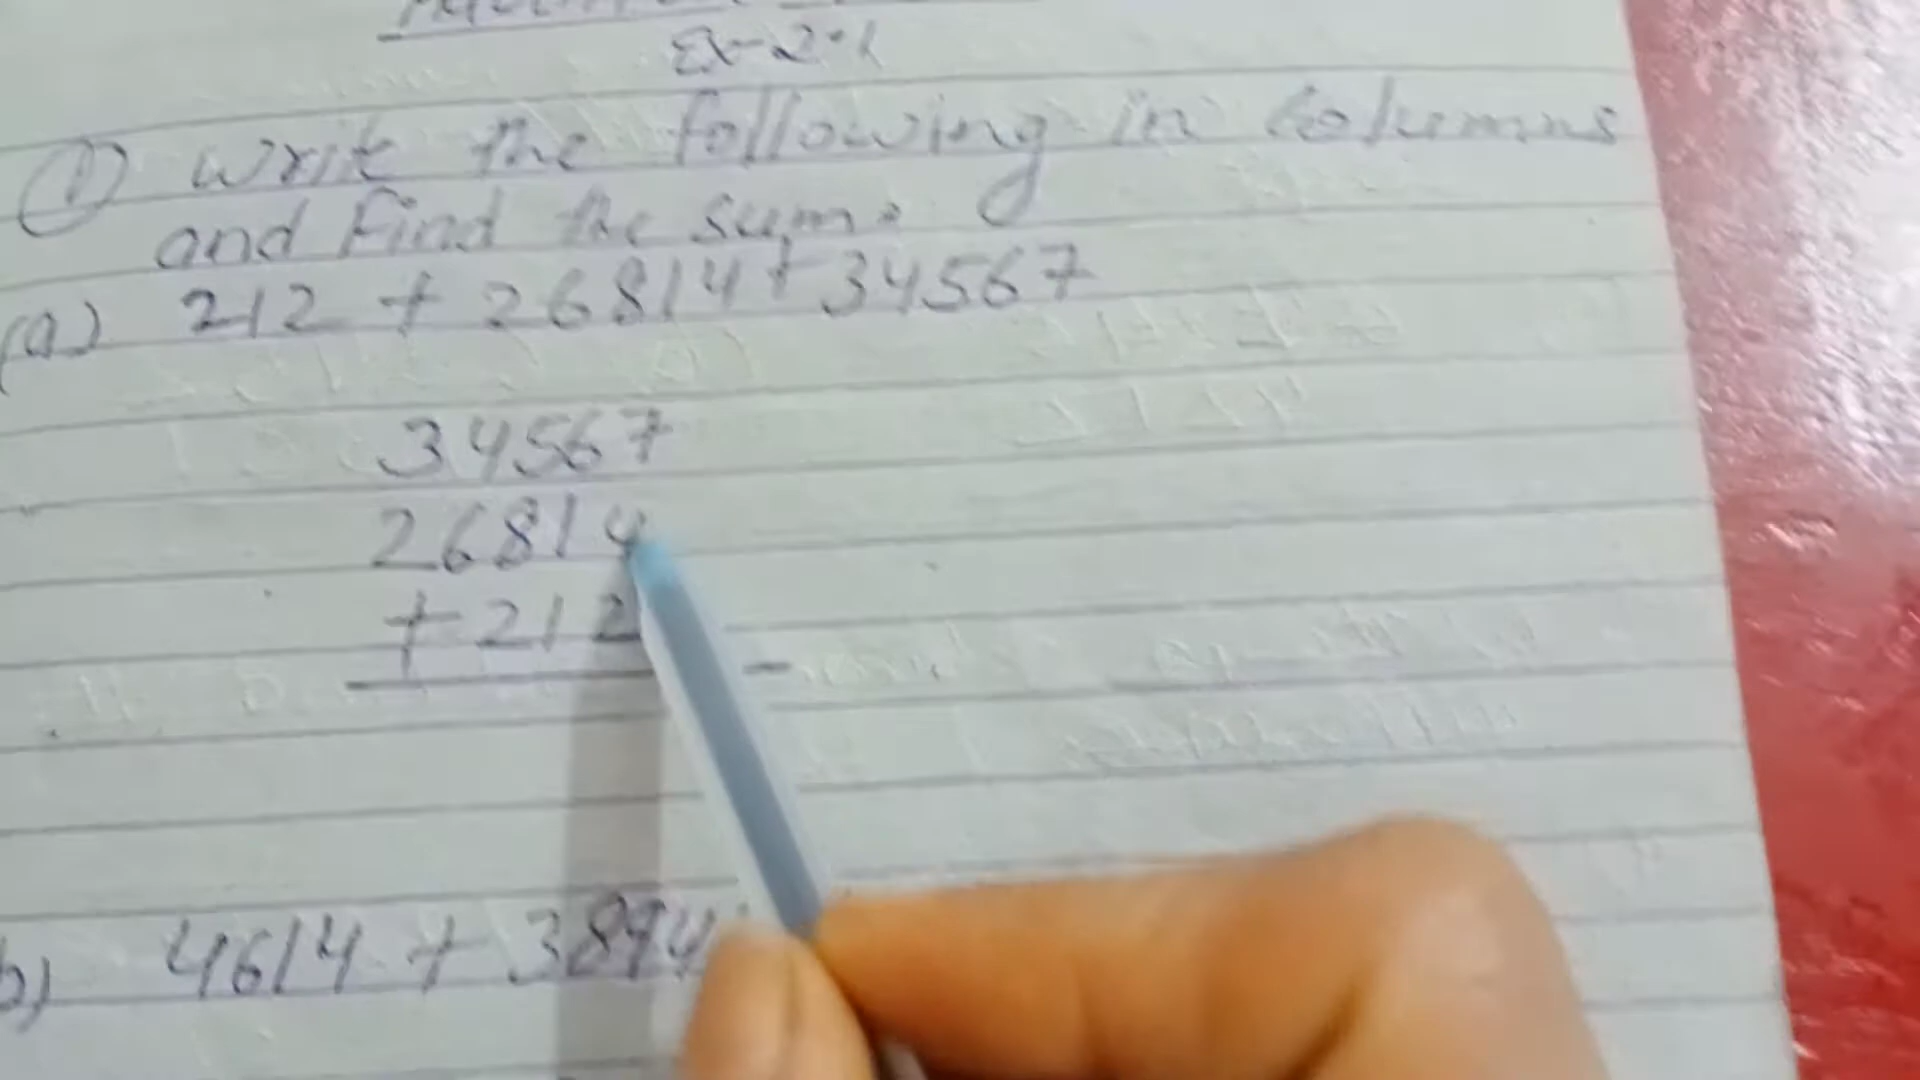 Ex-2.1
① Write the following in columns
and find the sum.
(a) 212 + 26814 + 34567
34567
26814
+ 212
b) 4614 + 3894